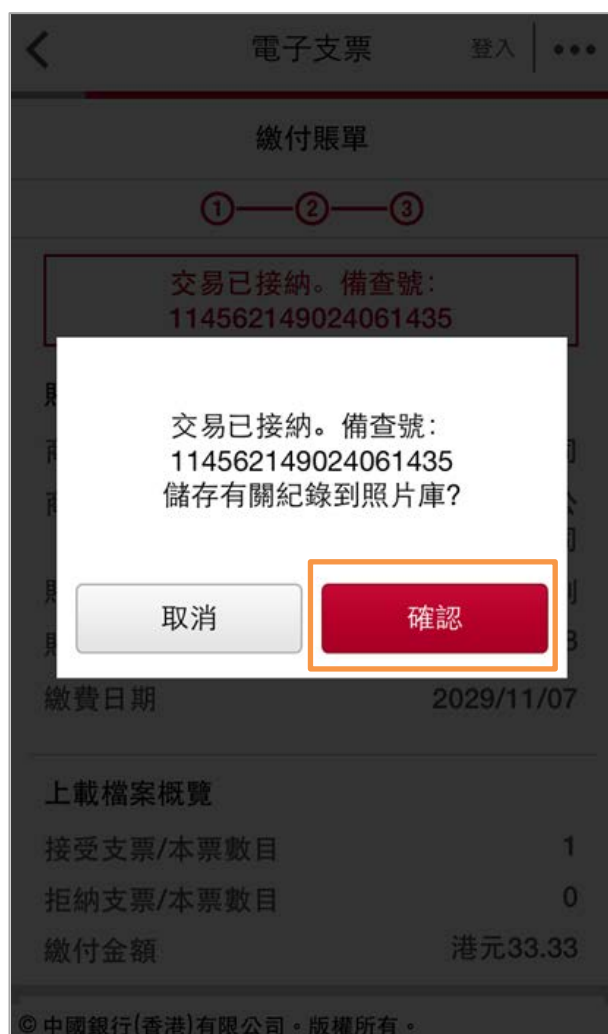 電子支票 登入
繳付賬單
1 2 3
交易已接納。備查號:
114562149024061435
交易已接納。備查號:
114562149024061435
儲存有關紀錄到照片庫?
取消 確認
繳費日期 2029/11/07
上載檔案概覽
接受支票/本票數目 1
拒納支票/本票數目 0
繳付金額 港元33.33
© 中國銀行(香港)有限公司。版權所有。